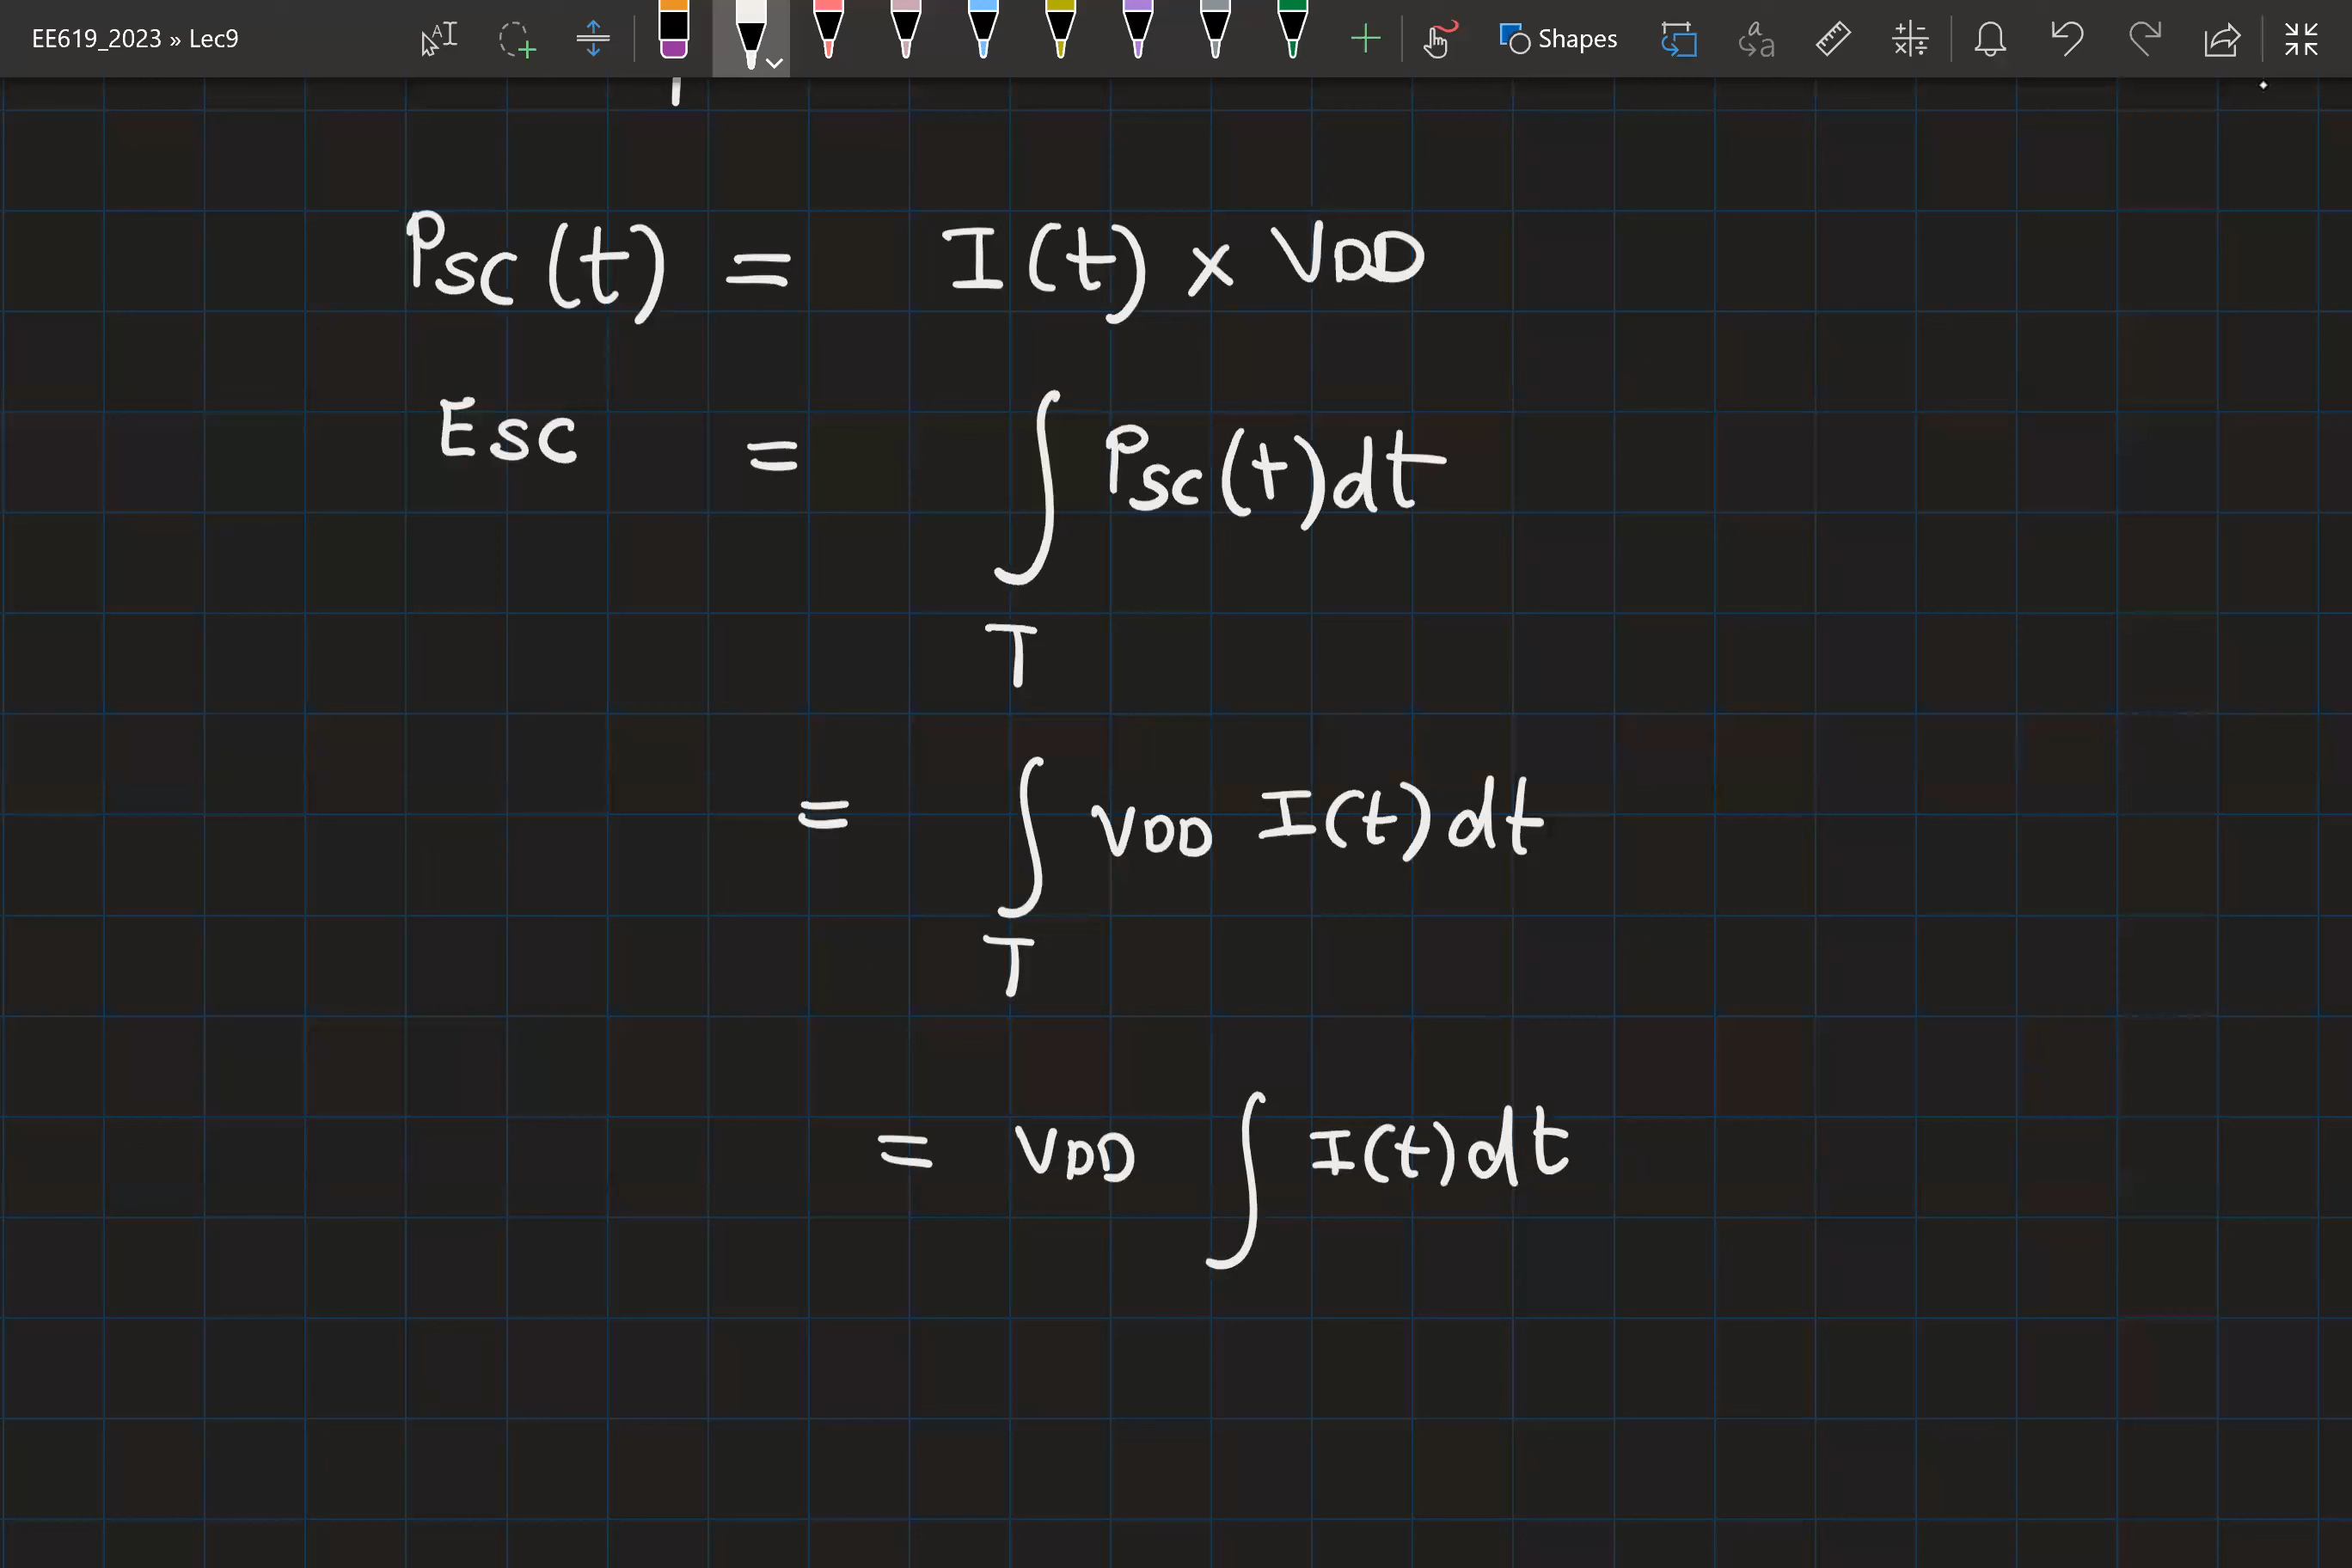 EE619_2023 » Lec9
Shapes
Psc(t) = I(t) × VDD
Esc = ∫ Psc(t)dt
T
= ∫ VDD I(t)dt
T
= VDD ∫ I(t)dt